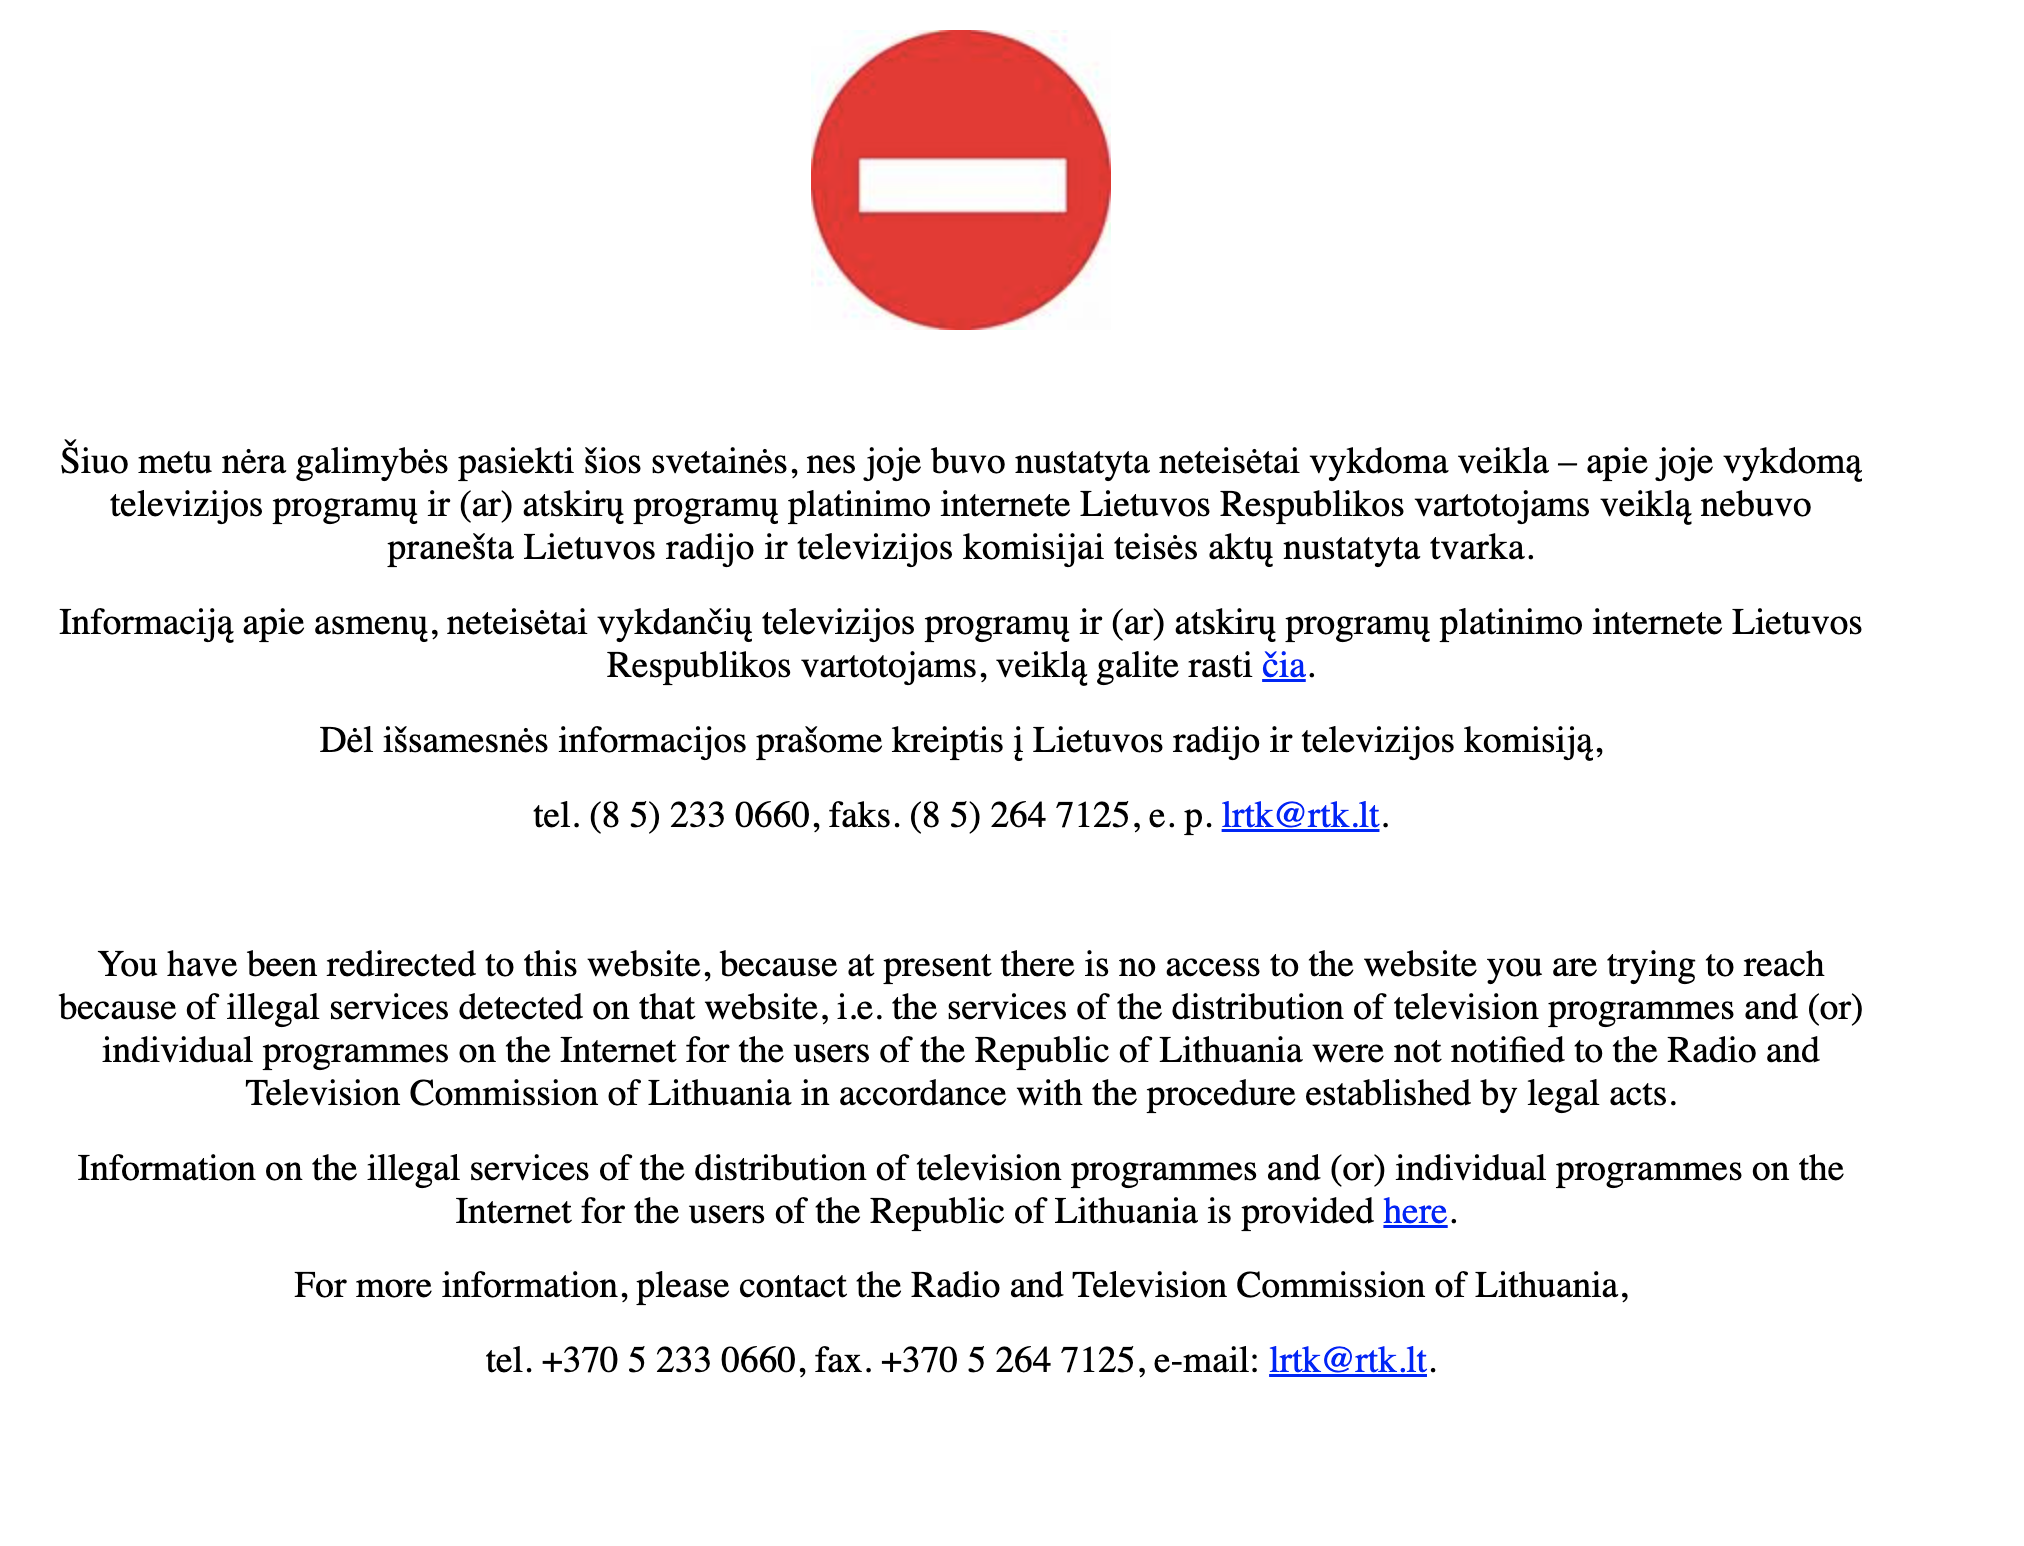 Šiuo metu nėra galimybės pasiekti šios svetainės, nes joje buvo nustatyta neteisėtai vykdoma veikla – apie joje vykdomą
televizijos programų ir (ar) atskirų programų platinimo internete Lietuvos Respublikos vartotojams veiklą nebuvo
pranešta Lietuvos radijo ir televizijos komisijai teisės aktų nustatyta tvarka.
Informaciją apie asmenų, neteisėtai vykdančių televizijos programų ir (ar) atskirų programų platinimo internete Lietuvos
Respublikos vartotojams, veiklą galite rasti čia.
Dėl išsamesnės informacijos prašome kreiptis į Lietuvos radijo ir televizijos komisiją,
tel. (8 5) 233 0660, faks. (8 5) 264 7125, e. p. lrtk@rtk.lt.
You have been redirected to this website, because at present there is no access to the website you are trying to reach
because of illegal services detected on that website, i.e. the services of the distribution of television programmes and (or)
individual programmes on the Internet for the users of the Republic of Lithuania were not notified to the Radio and
Television Commission of Lithuania in accordance with the procedure established by legal acts.
Information on the illegal services of the distribution of television programmes and (or) individual programmes on the
Internet for the users of the Republic of Lithuania is provided here.
For more information, please contact the Radio and Television Commission of Lithuania,
tel. +370 5 233 0660, fax. +370 5 264 7125, e-mail: lrtk@rtk.lt.